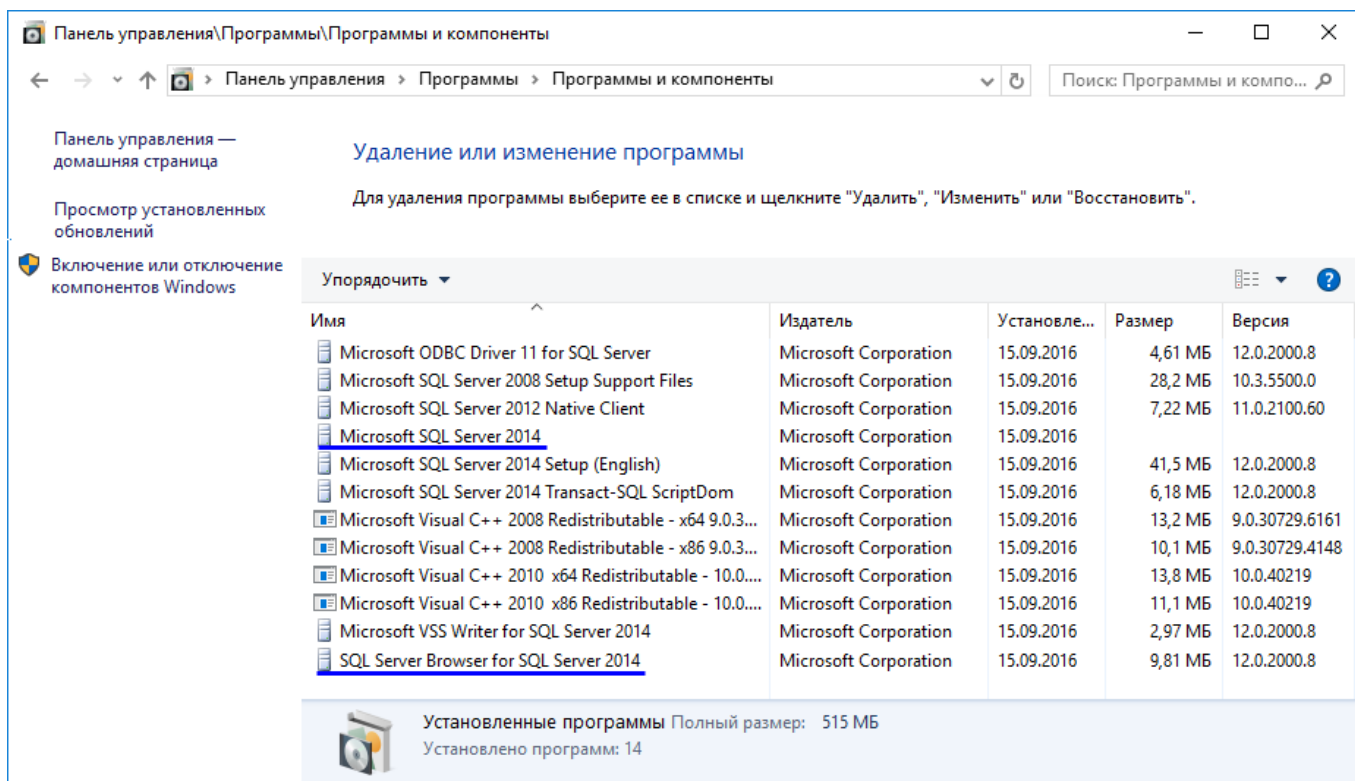 Панель управления\Программы\Программы и компоненты
Панель управления > Программы > Программы и компоненты
Поиск: Программы и компо...
Панель управления —
домашняя страница
Просмотр установленных
обновлений
Включение или отключение
компонентов Windows
Удаление или изменение программы
Для удаления программы выберите ее в списке и щелкните "Удалить", "Изменить" или "Восстановить".
Упорядочить
Имя Издатель Установле... Размер Версия
Microsoft ODBC Driver 11 for SQL Server Microsoft Corporation 15.09.2016 4,61 МБ 12.0.2000.8
Microsoft SQL Server 2008 Setup Support Files Microsoft Corporation 15.09.2016 28,2 МБ 10.3.5500.0
Microsoft SQL Server 2012 Native Client Microsoft Corporation 15.09.2016 7,22 МБ 11.0.2100.60
Microsoft SQL Server 2014 Microsoft Corporation 15.09.2016
Microsoft SQL Server 2014 Setup (English) Microsoft Corporation 15.09.2016 41,5 МБ 12.0.2000.8
Microsoft SQL Server 2014 Transact-SQL ScriptDom Microsoft Corporation 15.09.2016 6,18 МБ 12.0.2000.8
Microsoft Visual C++ 2008 Redistributable - x64 9.0.3... Microsoft Corporation 15.09.2016 13,2 МБ 9.0.30729.6161
Microsoft Visual C++ 2008 Redistributable - x86 9.0.3... Microsoft Corporation 15.09.2016 10,1 МБ 9.0.30729.4148
Microsoft Visual C++ 2010 x64 Redistributable - 10.0.... Microsoft Corporation 15.09.2016 13,8 МБ 10.0.40219
Microsoft Visual C++ 2010 x86 Redistributable - 10.0.... Microsoft Corporation 15.09.2016 11,1 МБ 10.0.40219
Microsoft VSS Writer for SQL Server 2014 Microsoft Corporation 15.09.2016 2,97 МБ 12.0.2000.8
SQL Server Browser for SQL Server 2014 Microsoft Corporation 15.09.2016 9,81 МБ 12.0.2000.8
Установленные программы Полный размер: 515 МБ
Установлено программ: 14